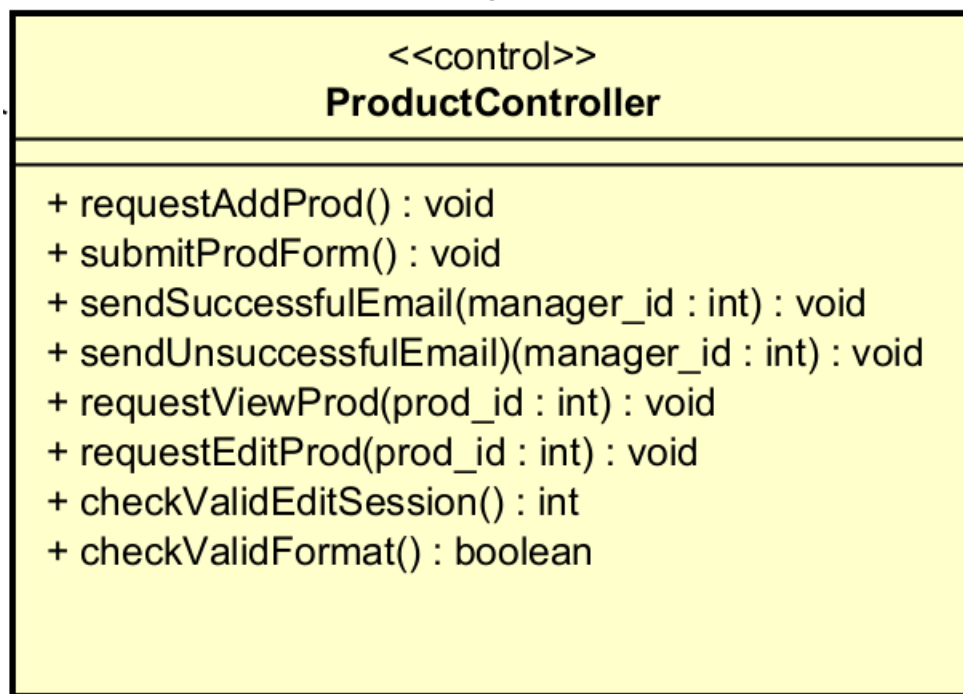 <<control>>
ProductController
+ requestAddProd() : void
+ submitProdForm() : void
+ sendSuccessfulEmail(manager_id : int) : void
+ sendUnsuccessfulEmail)(manager_id : int) : void
+ requestViewProd(prod_id : int) : void
+ requestEditProd(prod_id : int) : void
+ checkValidEditSession() : int
+ checkValidFormat() : boolean